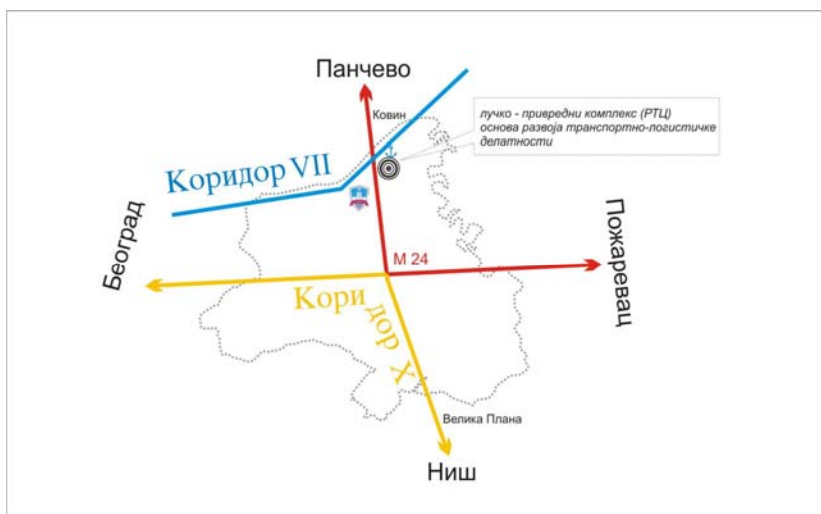 Панчево
Ковин
лучко - привредни комплекс (РТЦ)
основа развоја транспортно-логистичке
делатности
Коридор VII
Београд
Пожаревац
М 24
Коридор X
Велика Плана
Ниш